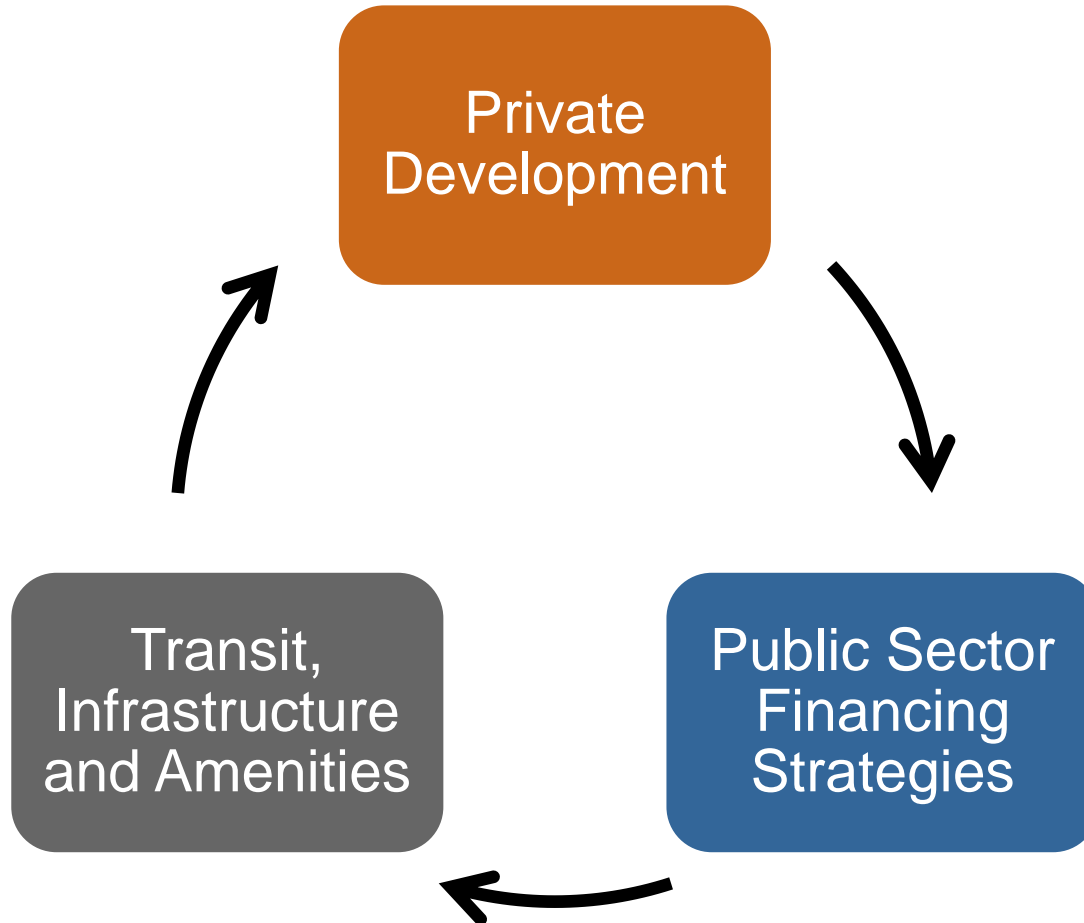 Private
Development
Transit,
Infrastructure
and Amenities
Public Sector
Financing
Strategies